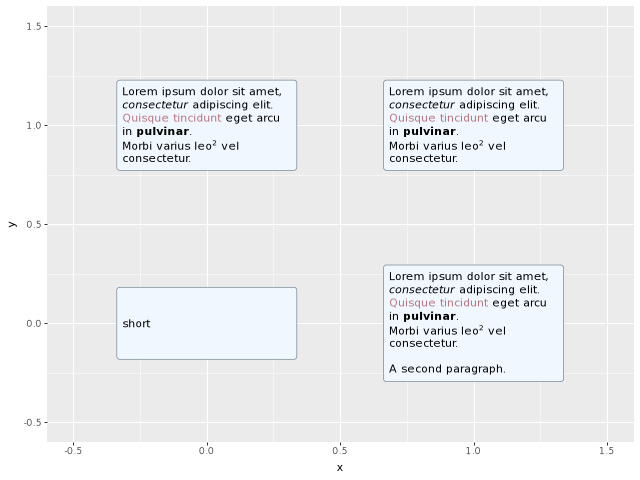 1.5
Lorem ipsum dolor sit amet,
consectetur adipiscing elit.
Quisque tincidunt eget arcu
in pulvinar.
Morbi varius leo² vel
consectetur.
Lorem ipsum dolor sit amet,
consectetur adipiscing elit.
Quisque tincidunt eget arcu
in pulvinar.
Morbi varius leo² vel
consectetur.
1.0
y
0.5
short
Lorem ipsum dolor sit amet,
consectetur adipiscing elit.
Quisque tincidunt eget arcu
in pulvinar.
Morbi varius leo² vel
consectetur.
A second paragraph.
0.0
-0.5
-0.5 0.0 0.5 1.0 1.5
x